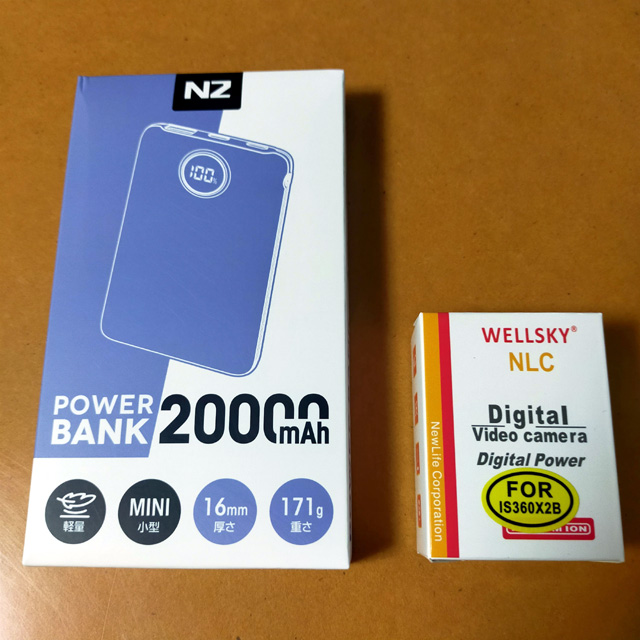 NZ
100%
POWER
BANK 20000mAh
軽量
MINI
小型
16mm
厚さ
171g
重さ
WELLSKY®
NLC
NewLife Corporation
Digital
Video camera
Digital Power
FOR
IS360X2B
ION